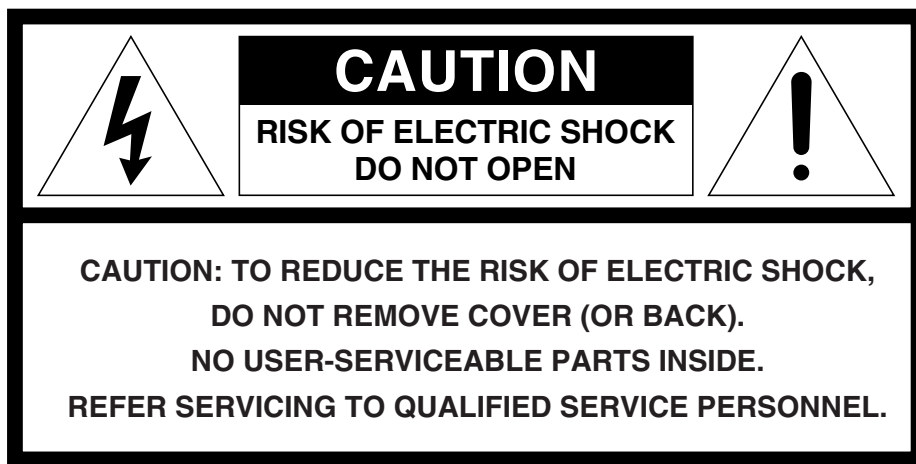 CAUTION
RISK OF ELECTRIC SHOCK
DO NOT OPEN
CAUTION: TO REDUCE THE RISK OF ELECTRIC SHOCK,
DO NOT REMOVE COVER (OR BACK).
NO USER-SERVICEABLE PARTS INSIDE.
REFER SERVICING TO QUALIFIED SERVICE PERSONNEL.